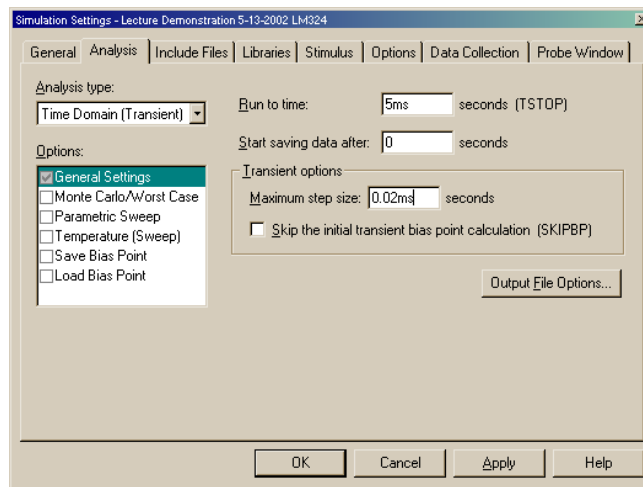 Simulation Settings - Lecture Demonstration 5-13-2002 LM324
General Analysis Include Files Libraries Stimulus Options Data Collection Probe Window
Analysis type:
Time Domain (Transient)
Options:
General Settings
Monte Carlo/Worst Case
Parametric Sweep
Temperature (Sweep)
Save Bias Point
Load Bias Point
Run to time: 5ms seconds (TSTOP)
Start saving data after: 0 seconds
Transient options
Maximum step size: 0.02ms seconds
Skip the initial transient bias point calculation (SKIPBP)
Output File Options...
OK Cancel Apply Help